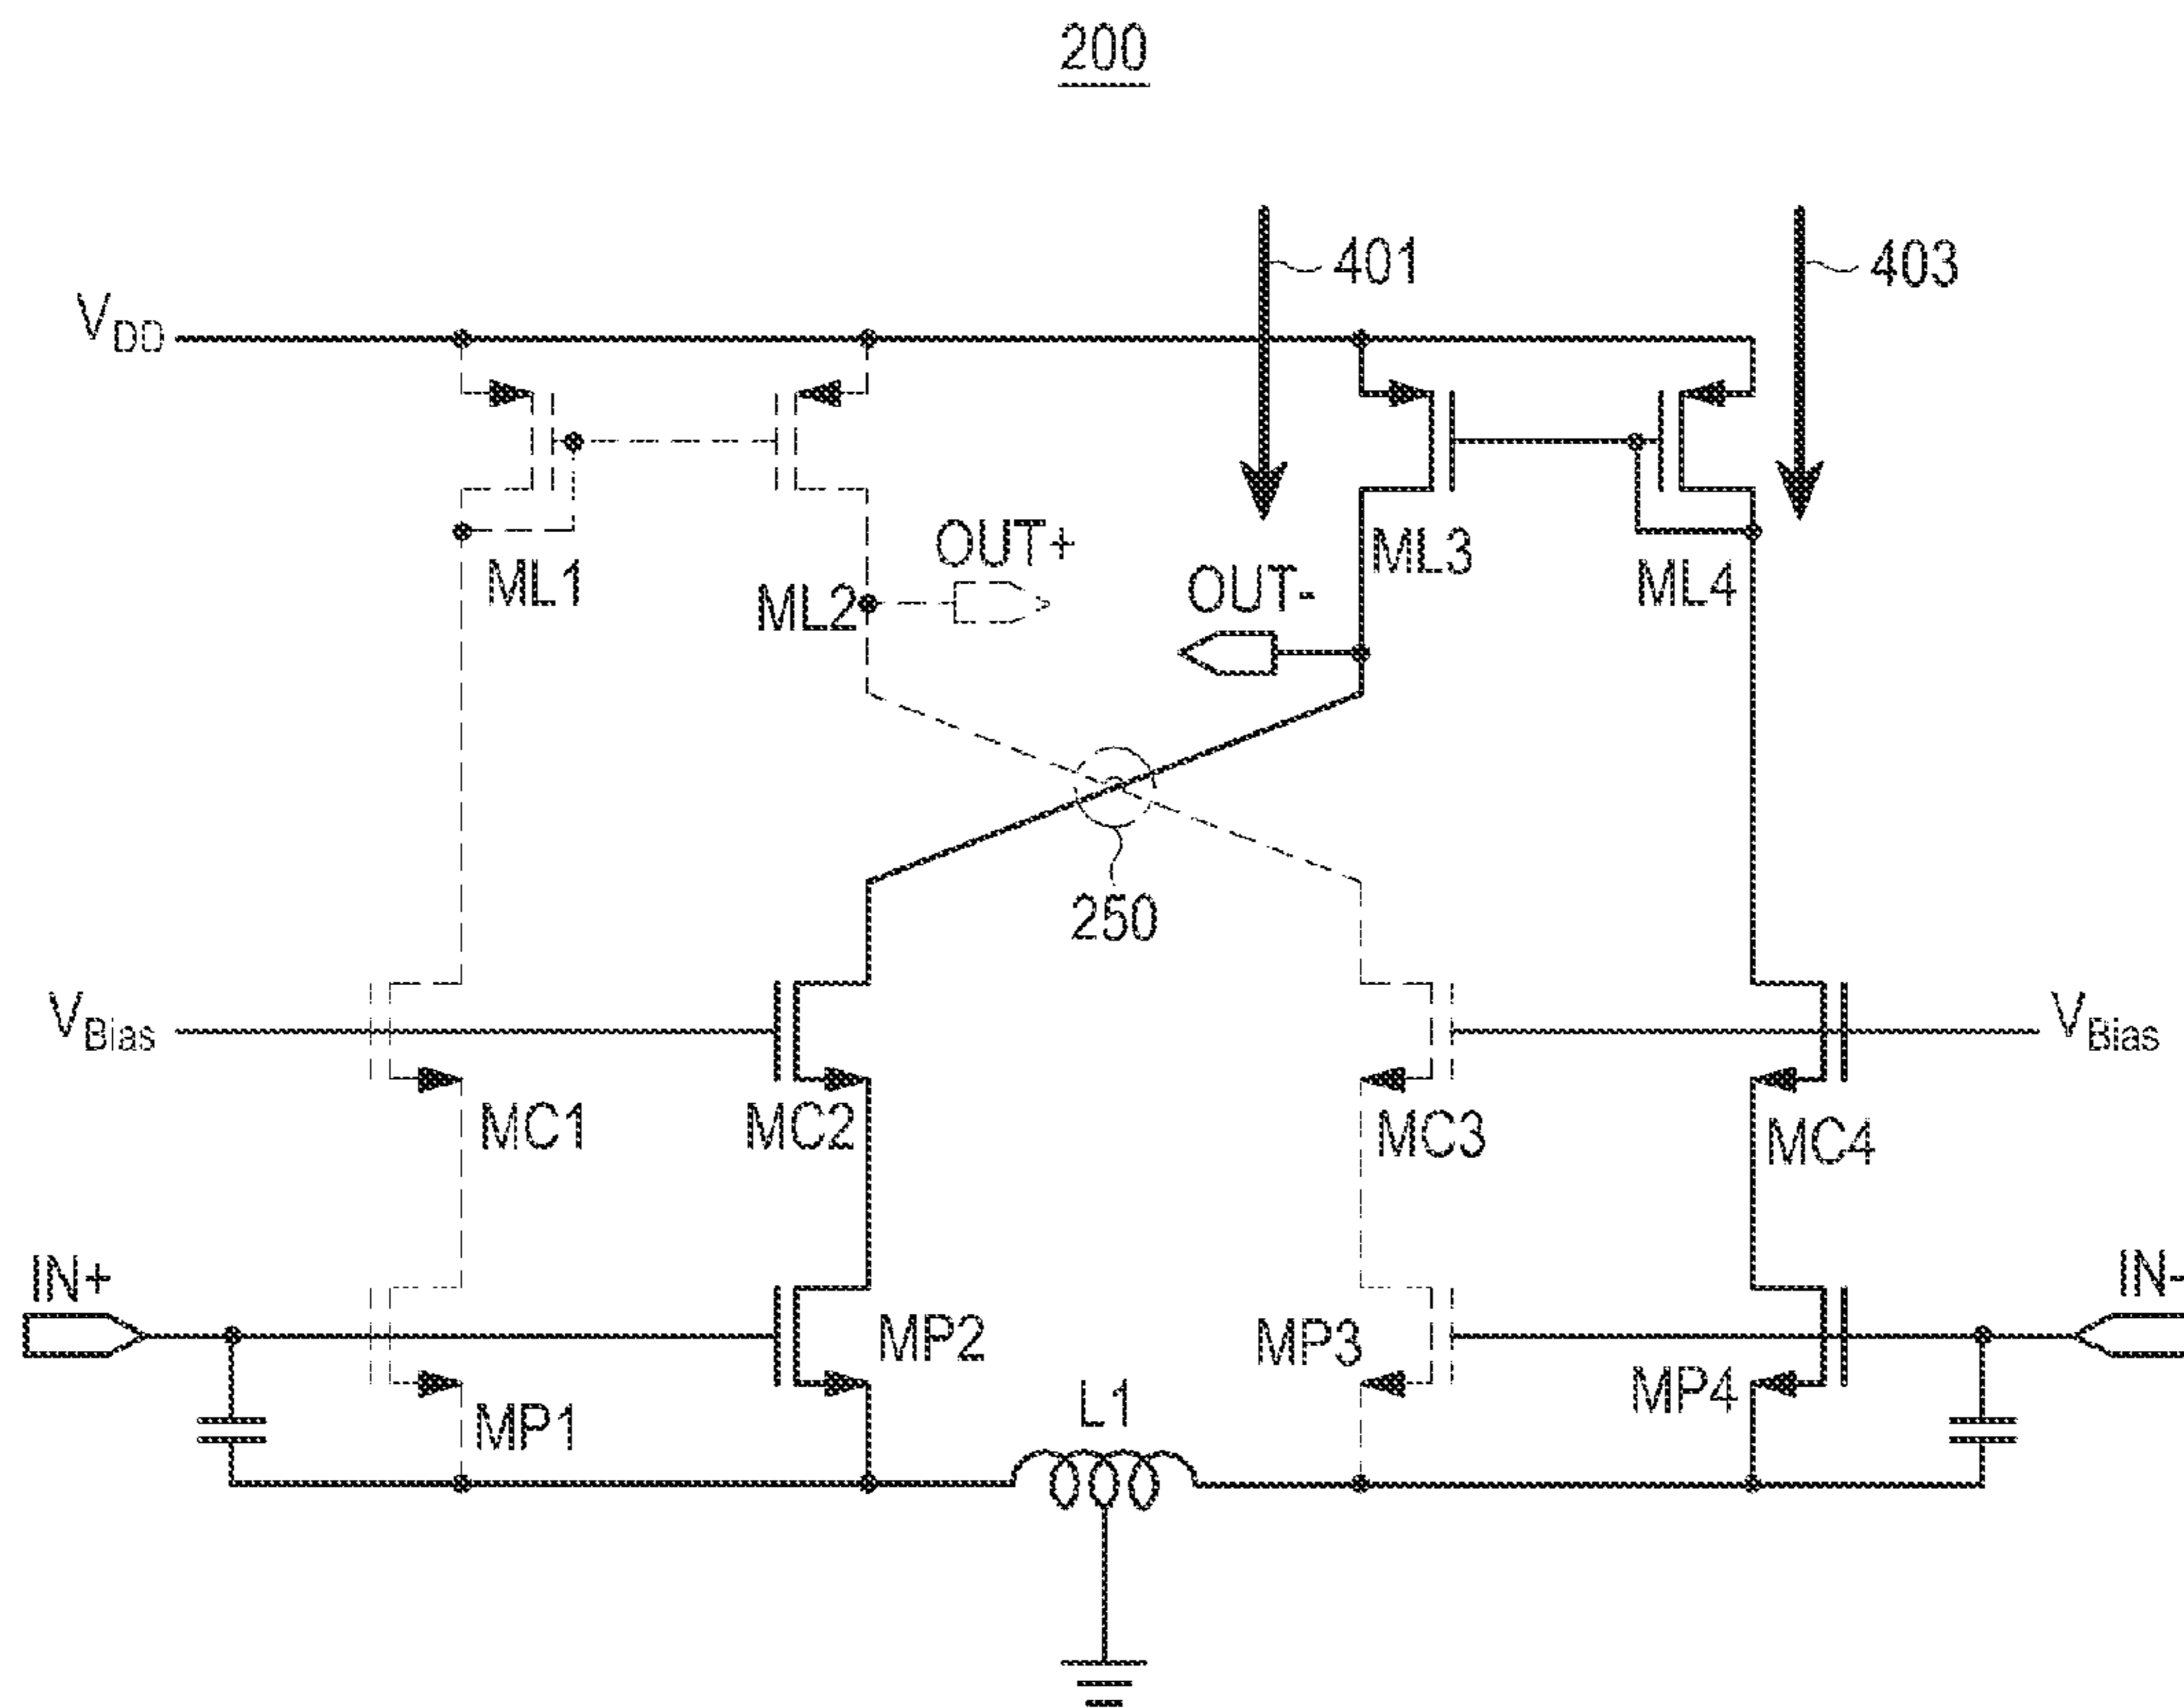 200
401
403
VDD
OUT+
ML1
ML2
OUT-
ML3
ML4
250
VBias
VBias
MC1
MC2
MC3
MC4
IN+
IN-
MP2
MP3
MP1
L1
MP4